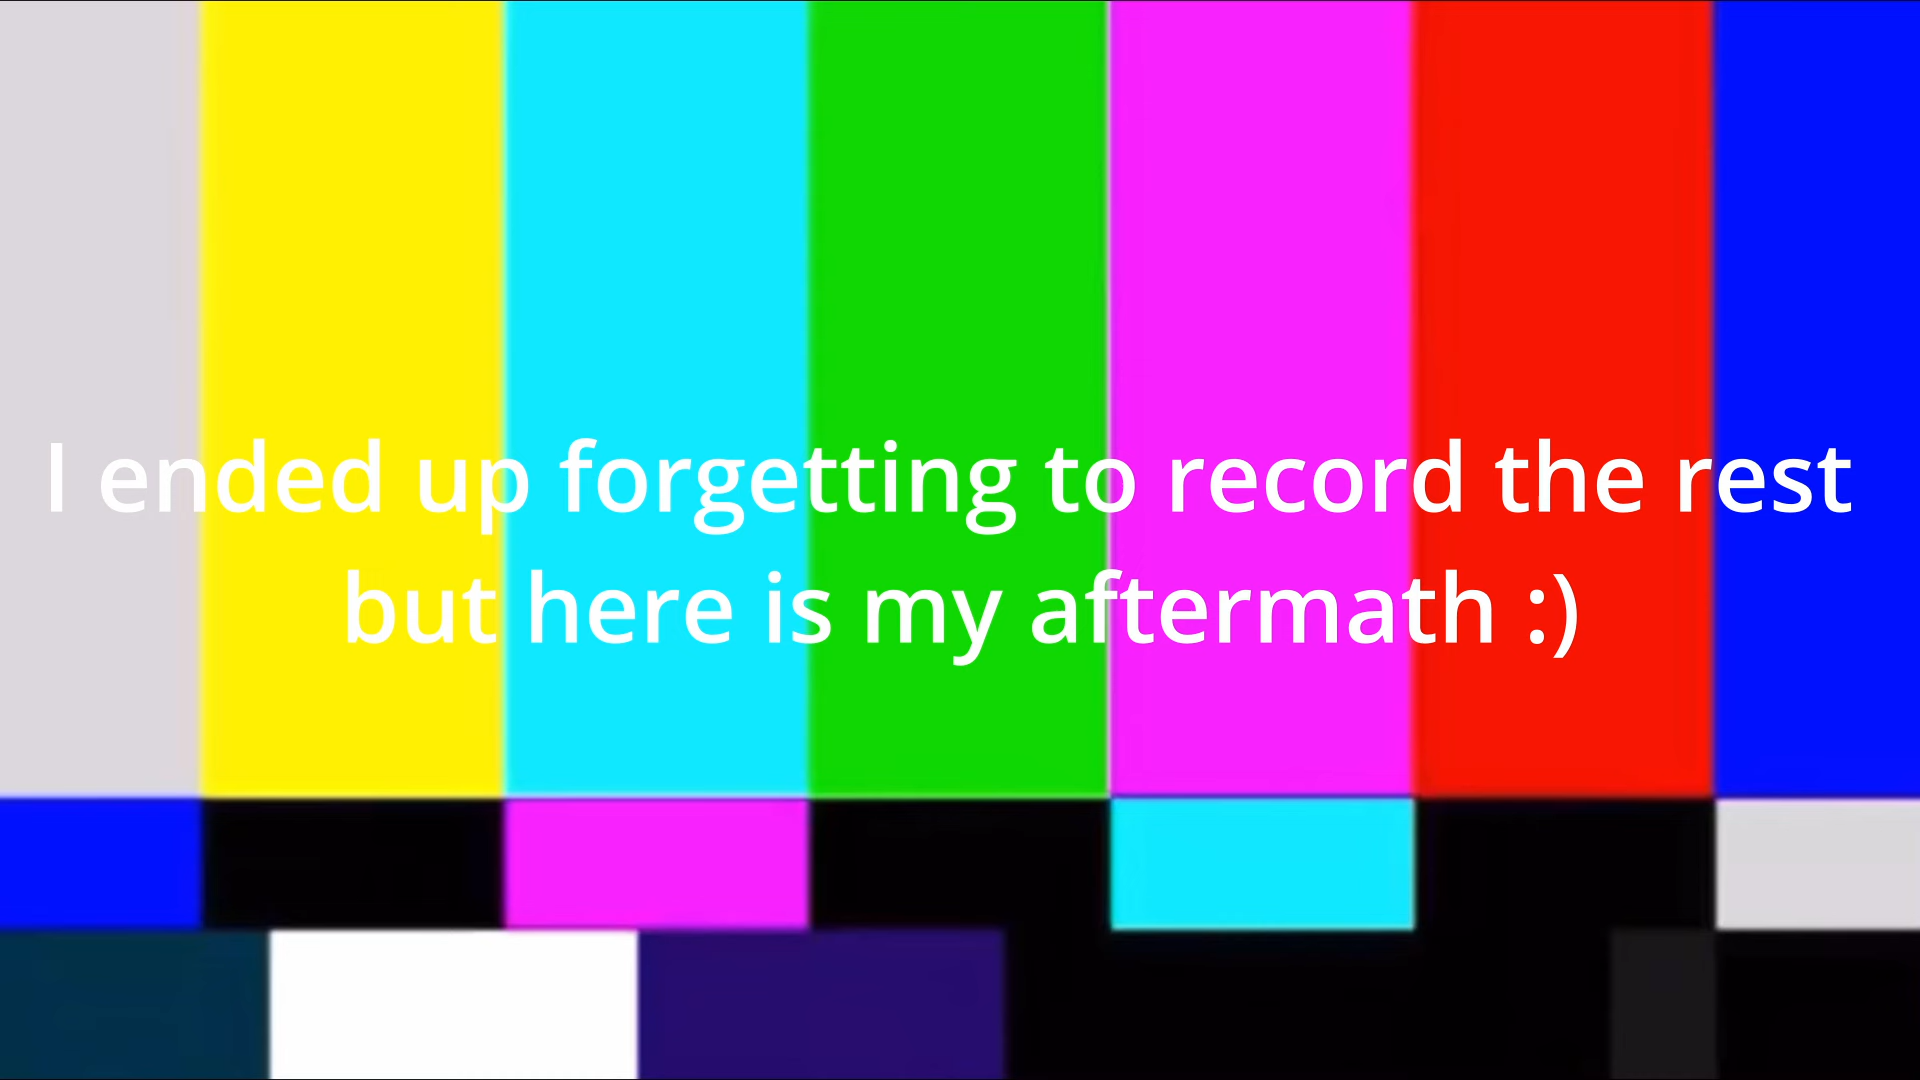 I ended up forgetting to record the rest
but here is my aftermath :)